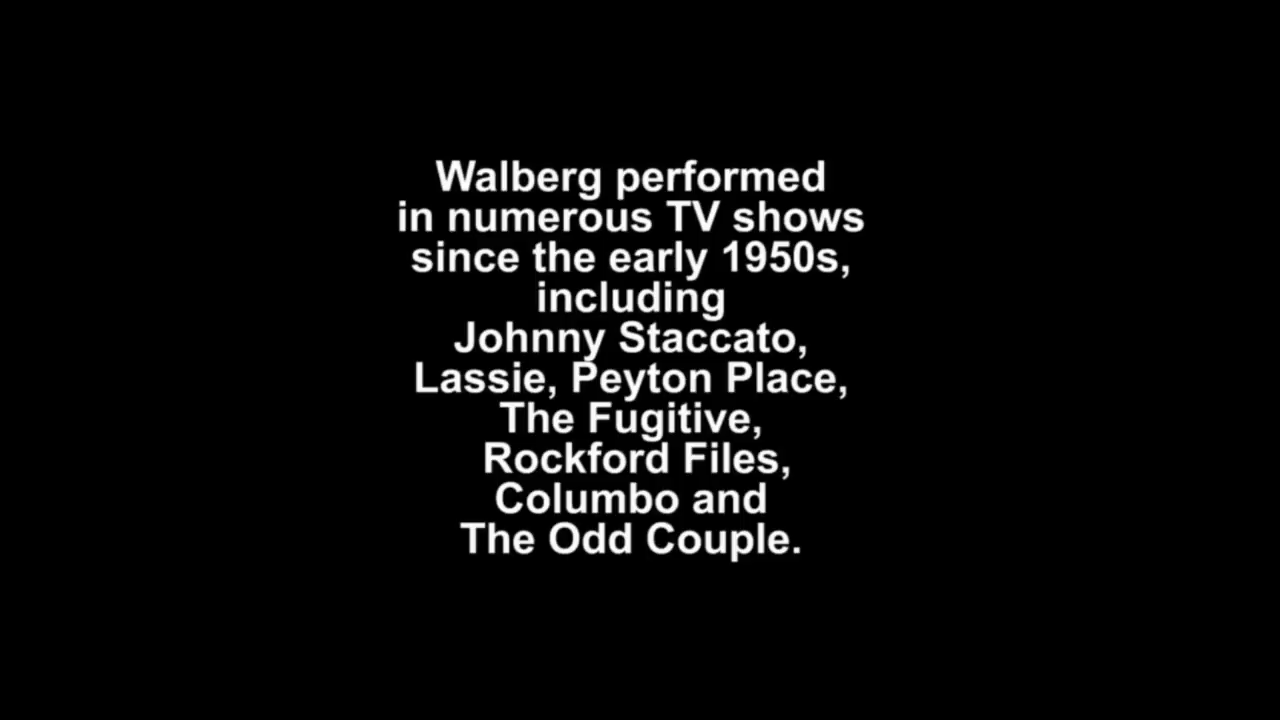 Walberg performed
in numerous TV shows
since the early 1950s,
including
Johnny Staccato,
Lassie, Peyton Place,
The Fugitive,
Rockford Files,
Columbo and
The Odd Couple.